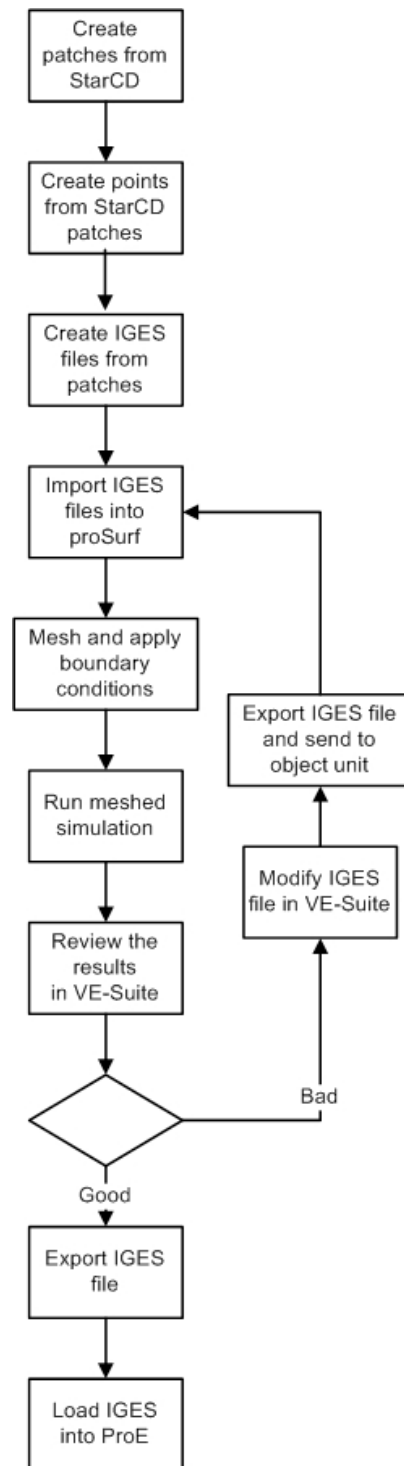 Create
patches from
StarCD
Create points
from StarCD
patches
Create IGES
files from
patches
Import IGES
files into
proSurf
Mesh and apply
boundary
conditions
Run meshed
simulation
Review the
results
in VE-Suite
Good
Export IGES
file
Load IGES
into ProE
Bad
Modify IGES
file in VE-Suite
Export IGES file
and send to
object unit